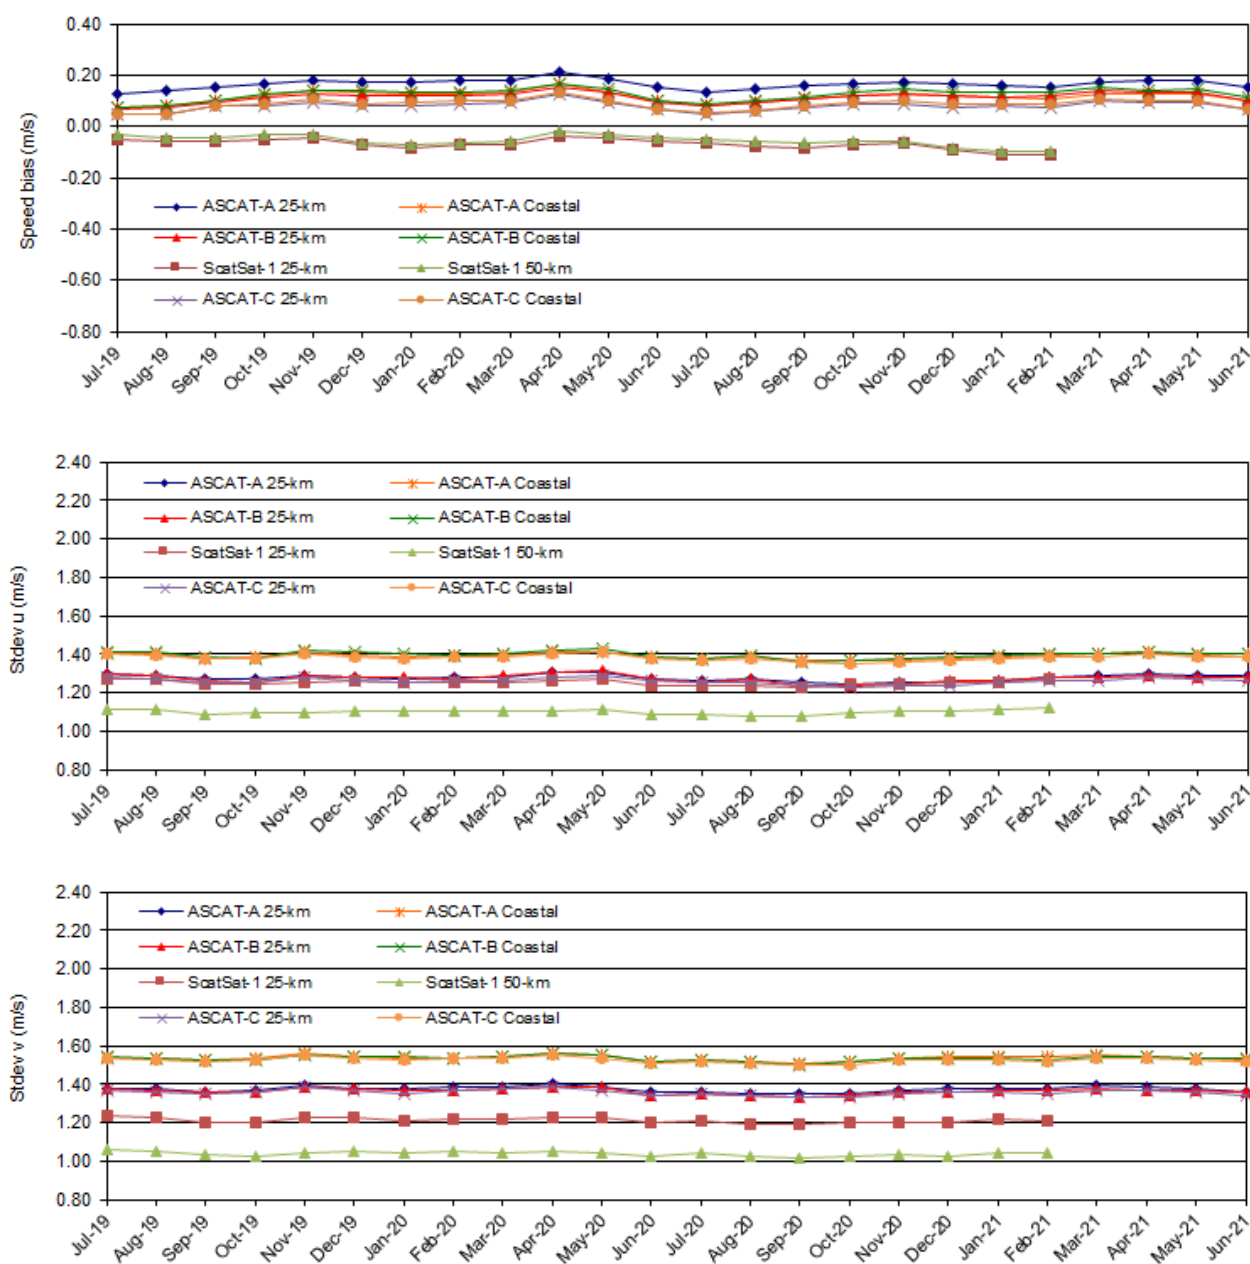 Speed bias (m/s)
0.40
0.20
0.00
-0.20
-0.40
-0.60
-0.80
ASCAT-A 25-km ASCAT-A Coastal
ASCAT-B 25-km ASCAT-B Coastal
ScatSat-1 25-km ScatSat-1 50-km
ASCAT-C 25-km ASCAT-C Coastal
Jul-19 Aug-19 Sep-19 Oct-19 Nov-19 Dec-19 Jan-20 Feb-20 Mar-20 Apr-20 May-20 Jun-20 Jul-20 Aug-20 Sep-20 Oct-20 Nov-20 Dec-20 Jan-21 Feb-21 Mar-21 Apr-21 May-21 Jun-21
Stdev u (m/s)
2.40
2.20
2.00
1.80
1.60
1.40
1.20
1.00
0.80
ASCAT-A 25-km ASCAT-A Coastal
ASCAT-B 25-km ASCAT-B Coastal
ScatSat-1 25-km ScatSat-1 50-km
ASCAT-C 25-km ASCAT-C Coastal
Jul-19 Aug-19 Sep-19 Oct-19 Nov-19 Dec-19 Jan-20 Feb-20 Mar-20 Apr-20 May-20 Jun-20 Jul-20 Aug-20 Sep-20 Oct-20 Nov-20 Dec-20 Jan-21 Feb-21 Mar-21 Apr-21 May-21 Jun-21
Stdev v (m/s)
2.40
2.20
2.00
1.80
1.60
1.40
1.20
1.00
0.80
ASCAT-A 25-km ASCAT-A Coastal
ASCAT-B 25-km ASCAT-B Coastal
ScatSat-1 25-km ScatSat-1 50-km
ASCAT-C 25-km ASCAT-C Coastal
Jul-19 Aug-19 Sep-19 Oct-19 Nov-19 Dec-19 Jan-20 Feb-20 Mar-20 Apr-20 May-20 Jun-20 Jul-20 Aug-20 Sep-20 Oct-20 Nov-20 Dec-20 Jan-21 Feb-21 Mar-21 Apr-21 May-21 Jun-21